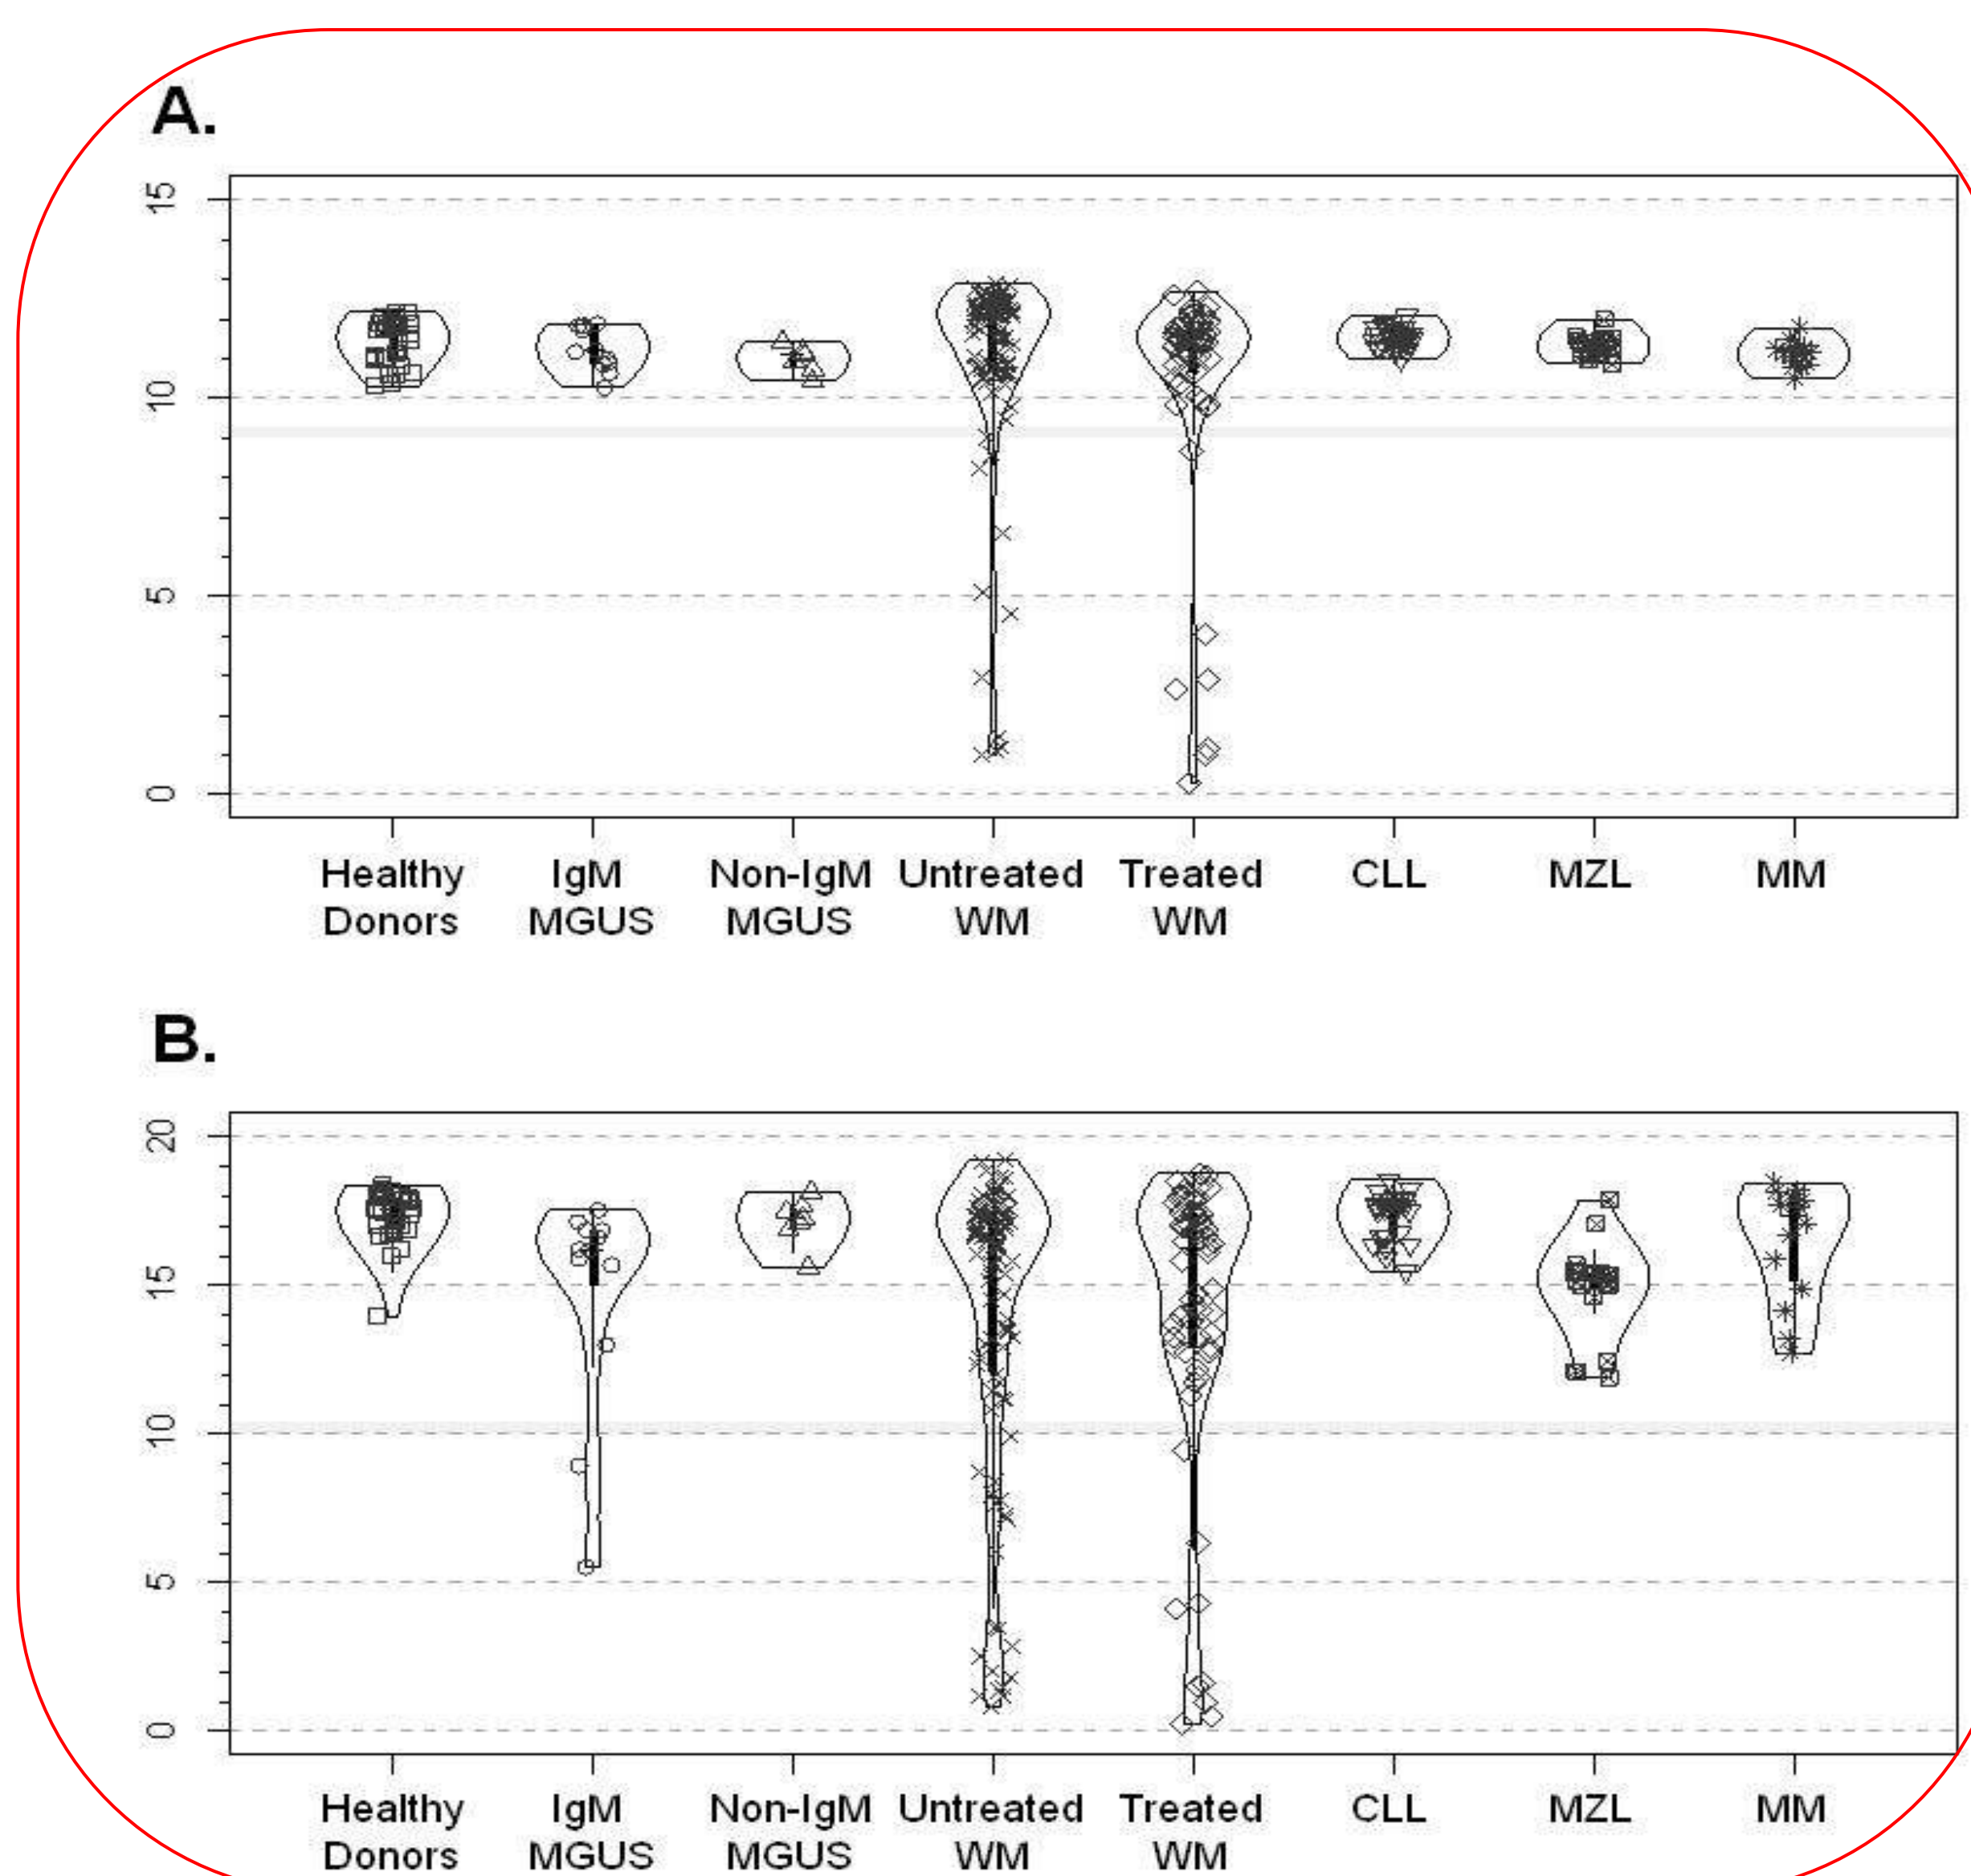 A.
15
10
5
0
Healthy Donors
IgM MGUS
Non-IgM MGUS
Untreated WM
Treated WM
CLL
MZL
MM
B.
20
15
10
5
0
Healthy Donors
IgM MGUS
Non-IgM MGUS
Untreated WM
Treated WM
CLL
MZL
MM